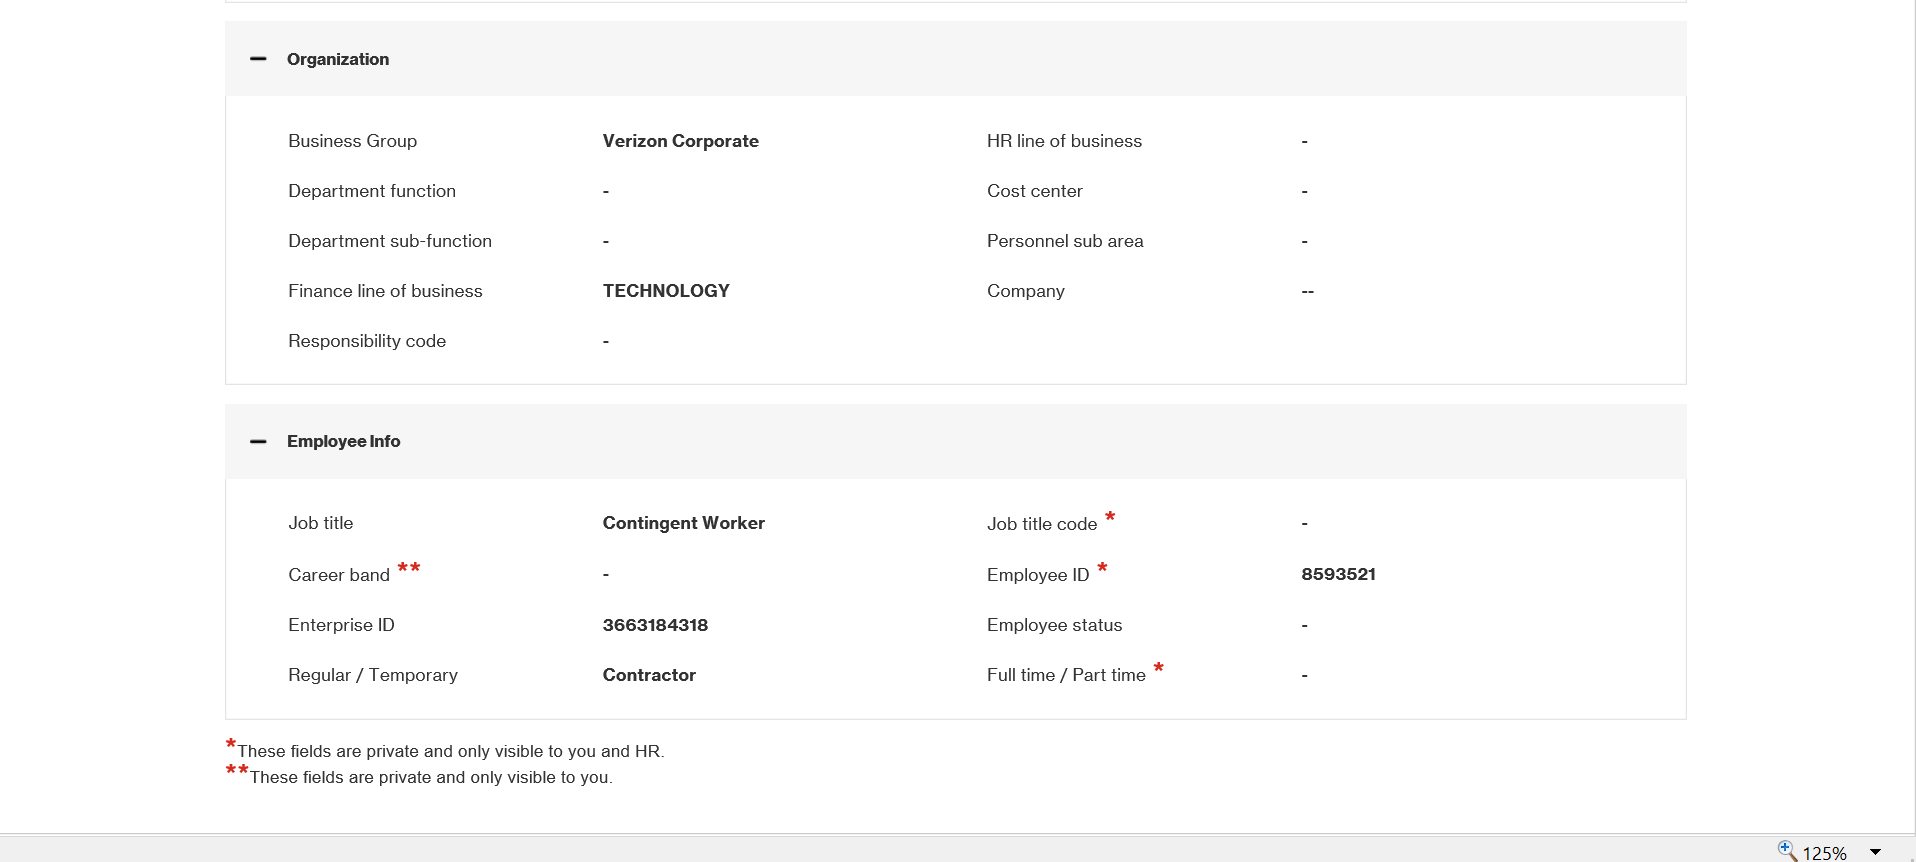 Organization
Business Group Verizon Corporate HR line of business -
Department function - Cost center -
Department sub-function - Personnel sub area -
Finance line of business TECHNOLOGY Company --
Responsibility code -
Employee Info
Job title Contingent Worker Job title code * -
Career band ** - Employee ID * 8593521
Enterprise ID 3663184318 Employee status -
Regular / Temporary Contractor Full time / Part time * -
*These fields are private and only visible to you and HR.
**These fields are private and only visible to you.
125%